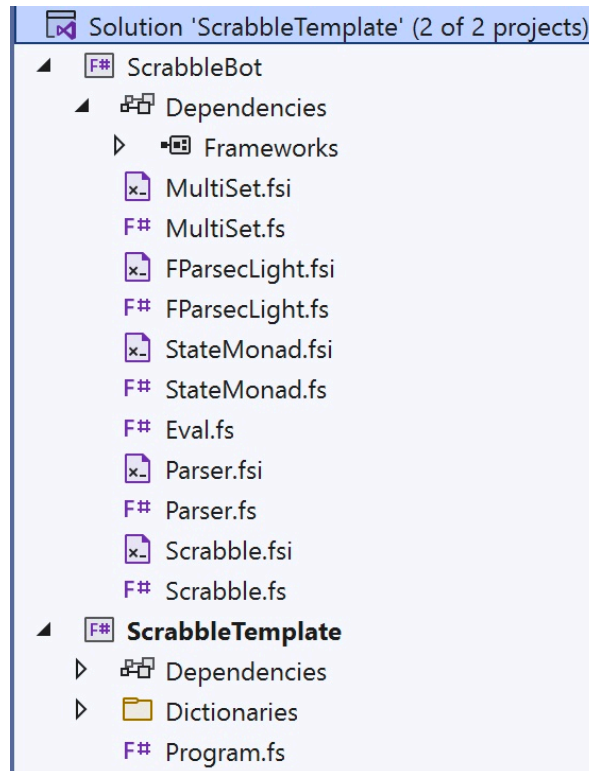 Solution 'ScrabbleTemplate' (2 of 2 projects)
F# ScrabbleBot
Dependencies
Frameworks
MultiSet.fsi
F# MultiSet.fs
FParsecLight.fsi
F# FParsecLight.fs
StateMonad.fsi
F# StateMonad.fs
F# Eval.fs
Parser.fsi
F# Parser.fs
Scrabble.fsi
F# Scrabble.fs
F# ScrabbleTemplate
Dependencies
Dictionaries
F# Program.fs